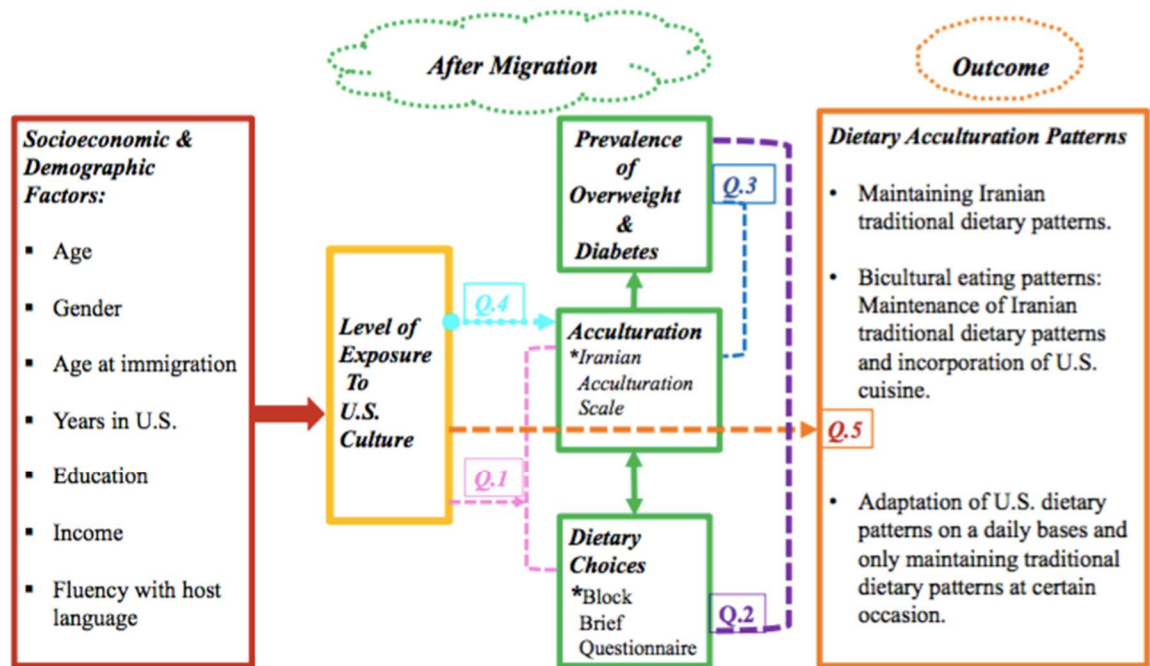 After Migration
Outcome
Socioeconomic &
Demographic
Factors:
▪ Age
▪ Gender
▪ Age at immigration
▪ Years in U.S.
▪ Education
▪ Income
▪ Fluency with host
language
Level of
Exposure
To
U.S.
Culture
Q.4
Q.1
Prevalence
of
Overweight
&
Diabetes
Q.3
Acculturation
*Iranian
Acculturation
Scale
Dietary
Choices
*Block
Brief
Questionnaire
Q.2
Q.5
Dietary Acculturation Patterns
• Maintaining Iranian
traditional dietary patterns.
• Bicultural eating patterns:
Maintenance of Iranian
traditional dietary patterns
and incorporation of U.S.
cuisine.
• Adaptation of U.S. dietary
patterns on a daily bases and
only maintaining traditional
dietary patterns at certain
occasion.